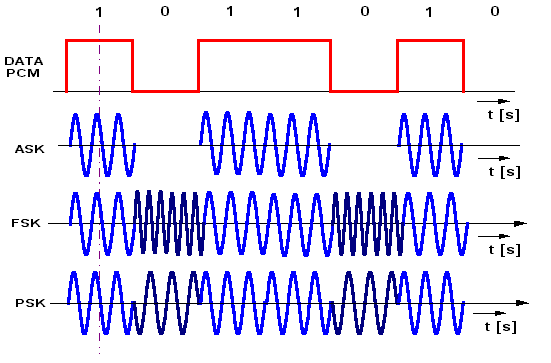 1 0 1 1 0 1 0
DATA
PCM
t [s]
ASK
t [s]
FSK
t [s]
PSK
t [s]